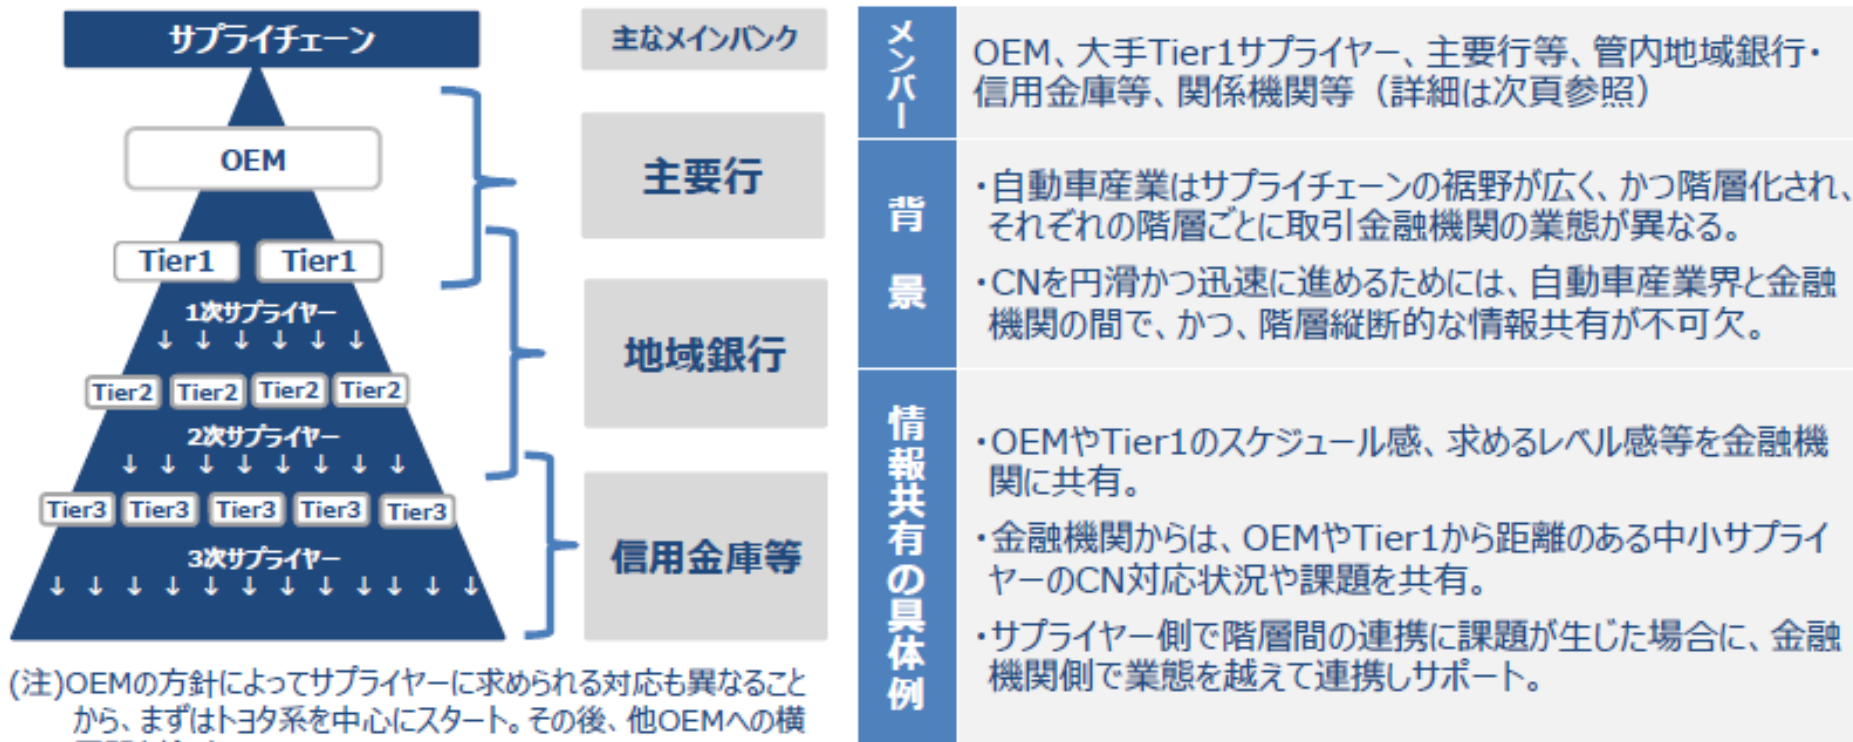 サプライチェーン
主なメインバンク
OEM
主要行
Tier1 Tier1
1次サプライヤー
↓ ↓ ↓ ↓ ↓ ↓
地域銀行
Tier2 Tier2 Tier2 Tier2
2次サプライヤー
↓ ↓ ↓ ↓ ↓ ↓ ↓ ↓
Tier3 Tier3 Tier3 Tier3 Tier3
3次サプライヤー
↓ ↓ ↓ ↓ ↓ ↓ ↓ ↓ ↓ ↓ ↓ ↓
信用金庫等
(注)OEMの方針によってサプライヤーに求められる対応も異なること
から、まずはトヨタ系を中心にスタート。その後、他OEMへの横
メンバー
OEM、大手Tier1サプライヤー、主要行等、管内地域銀行・
信用金庫等、関係機関等（詳細は次頁参照）
背景
・自動車産業はサプライチェーンの裾野が広く、かつ階層化され、
それぞれの階層ごとに取引金融機関の業態が異なる。
・CNを円滑かつ迅速に進めるためには、自動車産業界と金融
機関の間で、かつ、階層縦断的な情報共有が不可欠。
情報共有の具体例
・OEMやTier1のスケジュール感、求めるレベル感等を金融機
関に共有。
・金融機関からは、OEMやTier1から距離のある中小サプライ
ヤーのCN対応状況や課題を共有。
・サプライヤー側で階層間の連携に課題が生じた場合に、金融
機関側で業態を越えて連携しサポート。